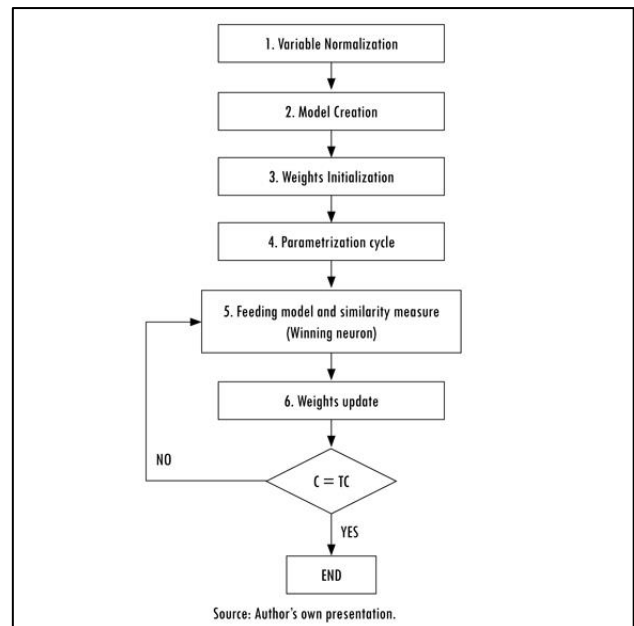 1. Variable Normalization
2. Model Creation
3. Weights Initialization
4. Parametrization cycle
5. Feeding model and similarity measure
(Winning neuron)
6. Weights update
NO
C = TC
YES
END
Source: Author's own presentation.